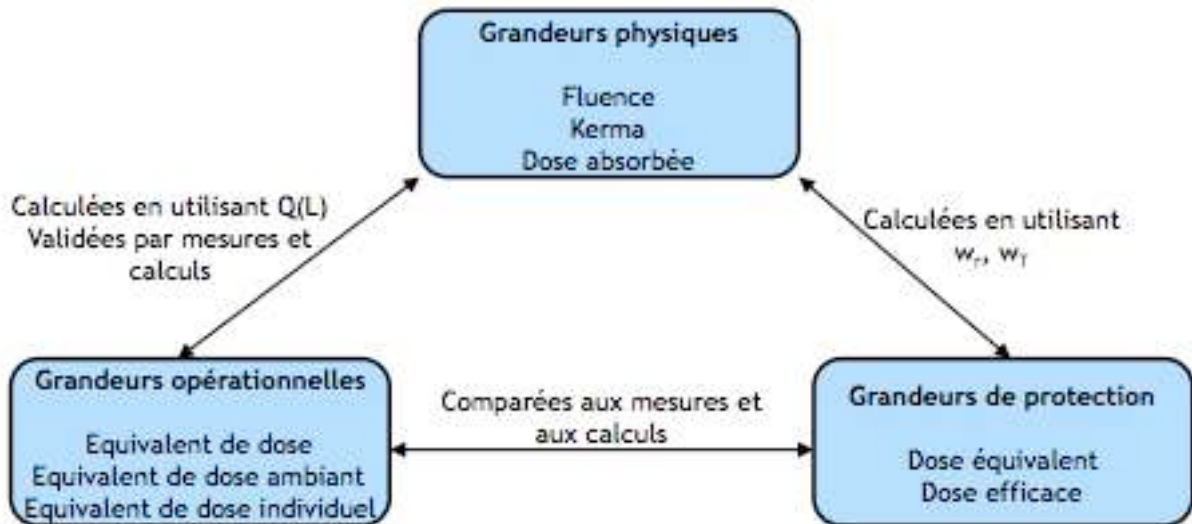 Grandeurs physiques
Fluence
Kerma
Dose absorbée
Calculées en utilisant Q(L)
Validées par mesures et
calculs
Calculées en utilisant
wr, wT
Grandeurs opérationnelles
Equivalent de dose
Equivalent de dose ambiant
Equivalent de dose individuel
Comparées aux mesures et
aux calculs
Grandeurs de protection
Dose équivalent
Dose efficace